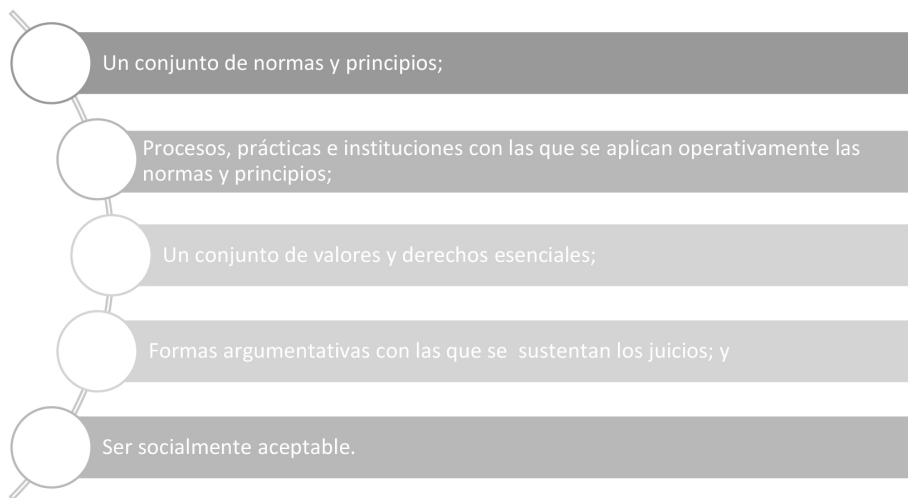 Un conjunto de normas y principios;
Procesos, prácticas e instituciones con las que se aplican operativamente las
normas y principios;
Un conjunto de valores y derechos esenciales;
Formas argumentativas con las que se  sustentan los juicios; y
Ser socialmente aceptable.